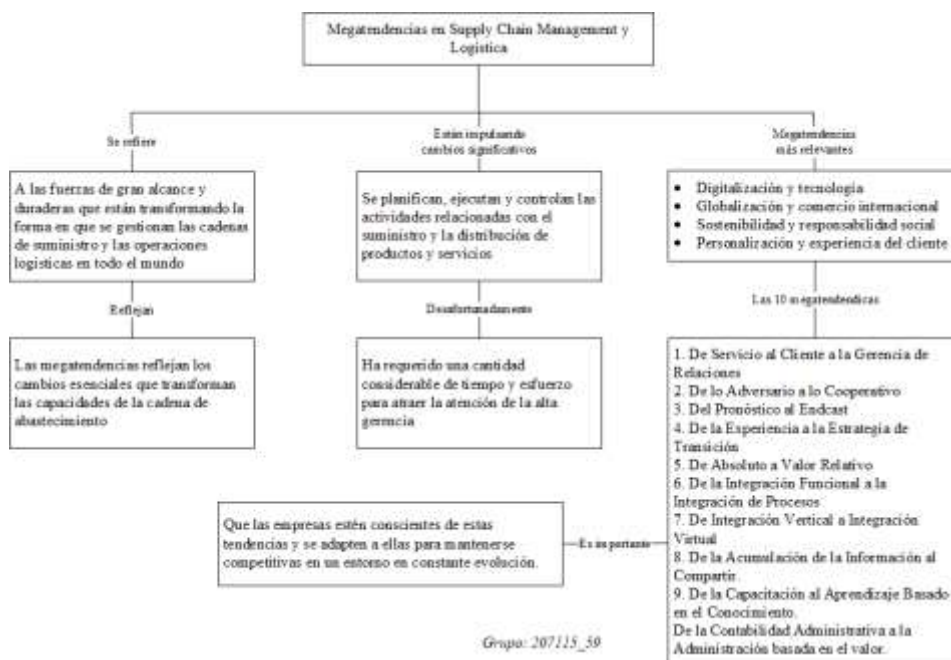 Megatendencias en Supply Chain Management y
Logística
Se refiere
A las fuerzas de gran alcance y
duraderas que están transformando la
forma en que se gestionan las cadenas
de suministro y las operaciones
logísticas en todo el mundo
Reflejan
Las megatendencias reflejan los
cambios esenciales que transforman
las capacidades de la cadena de
abastecimiento
Están impulsando
cambios significativos
Se planifican, ejecutan y controlan las
actividades relacionadas con el
suministro y la distribución de
productos y servicios
Desafortunadamente
Ha requerido una cantidad
considerable de tiempo y esfuerzo
para atraer la atención de la alta
gerencia
Megatendencias
más relevantes
• Digitalización y tecnología
• Globalización y comercio internacional
• Sostenibilidad y responsabilidad social
• Personalización y experiencia del cliente
Las 10 megatendendicas
1. De Servicio al Cliente a la Gerencia de
Relaciones
2. De lo Adversario a lo Cooperativo
3. Del Pronóstico al Endcast
4. De la Experiencia a la Estrategia de
Transición
5. De Absoluto a Valor Relativo
6. De la Integración Funcional a la
Integración de Procesos
7. De Integración Vertical a Integración
Virtual
8. De la Acumulación de la Información al
Compartir.
9. De la Capacitación al Aprendizaje Basado
en el Conocimiento.
De la Contabilidad Administrativa a la
Administración basada en el valor.
Es importante
Que las empresas estén conscientes de estas
tendencias y se adapten a ellas para mantenerse
competitivas en un entorno en constante evolución.
Grupo: 207115_59